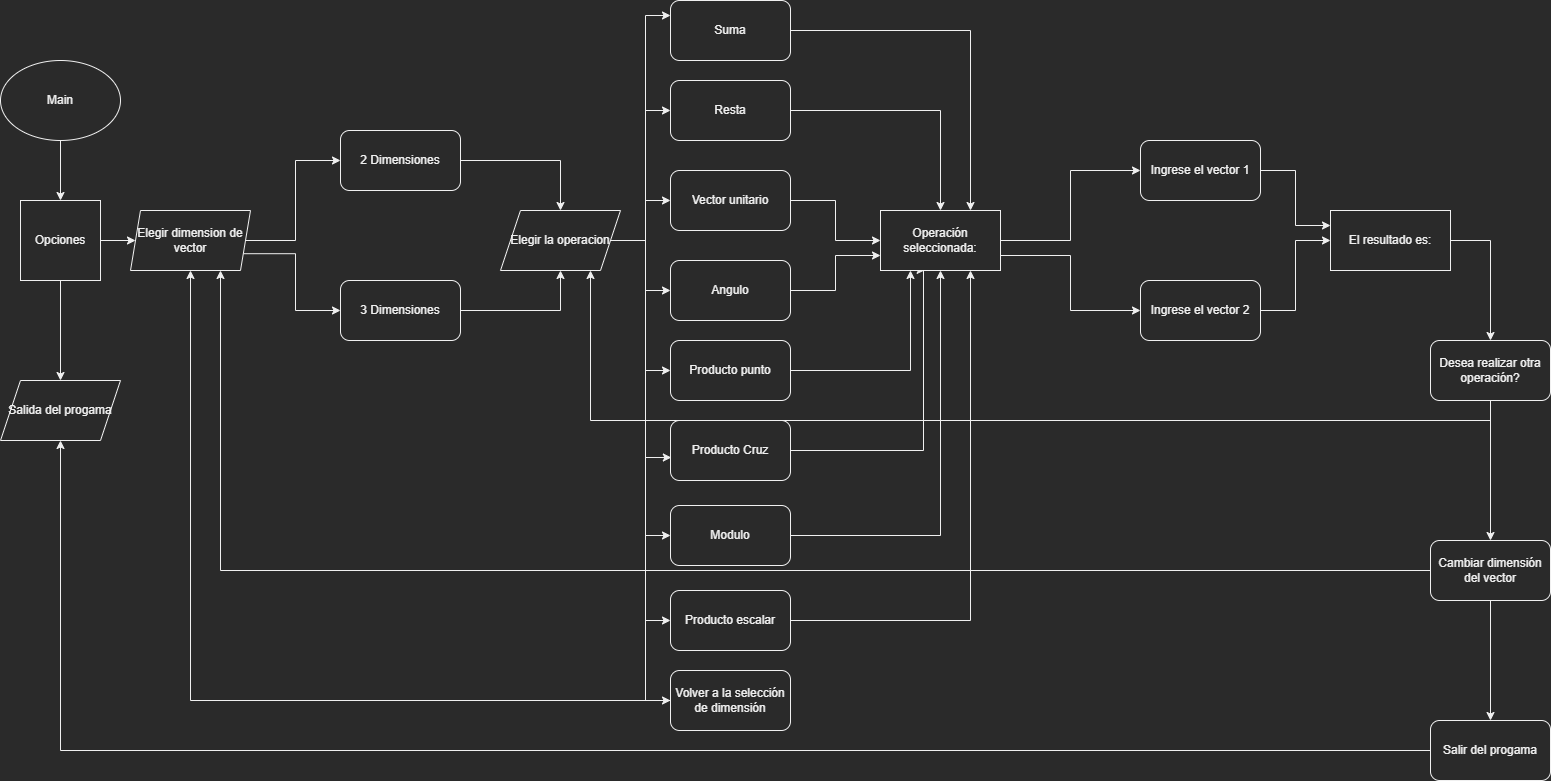 Main
Opciones
Salida del progama
Elegir dimension de
vector
2 Dimensiones
3 Dimensiones
Elegir la operacion
Suma
Resta
Vector unitario
Angulo
Producto punto
Producto Cruz
Modulo
Producto escalar
Volver a la selección
de dimensión
Operación
seleccionada:
Ingrese el vector 1
Ingrese el vector 2
El resultado es:
Desea realizar otra
operación?
Cambiar dimensión
del vector
Salir del progama